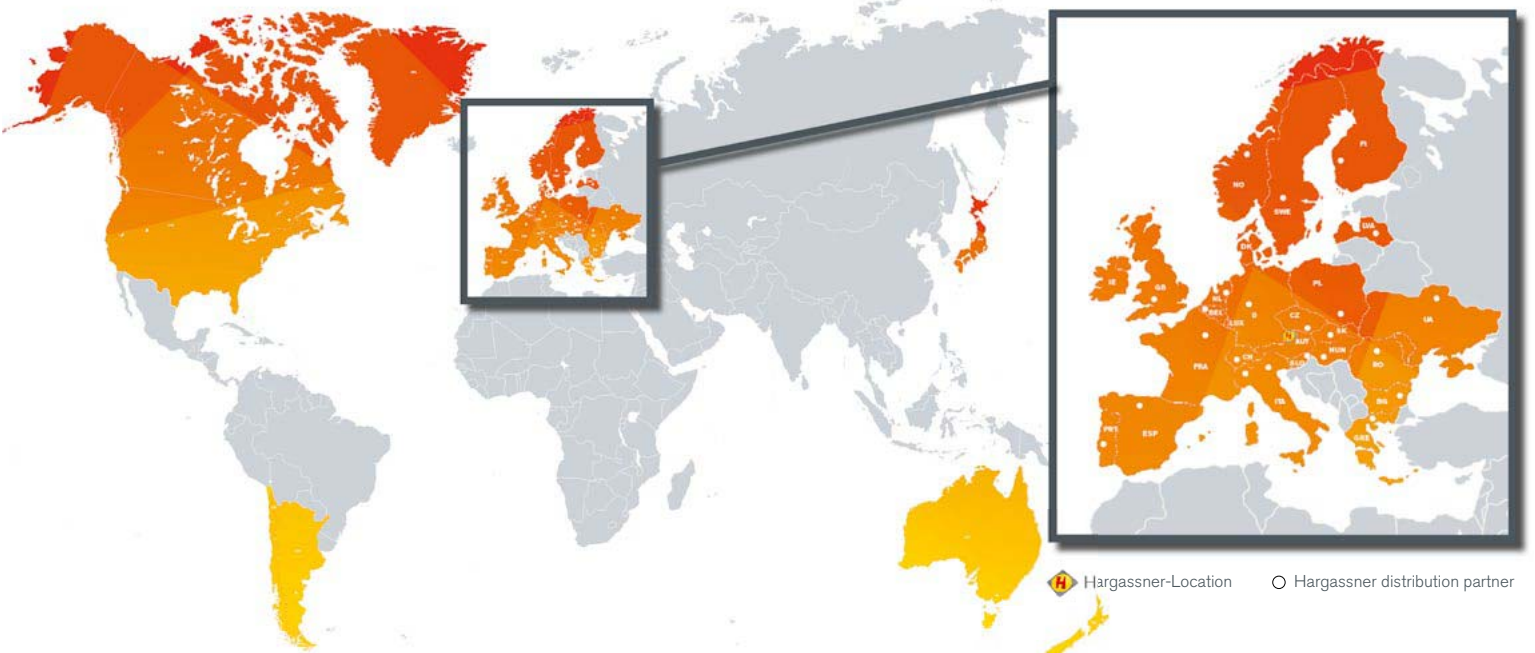 NO
SWE
FI
LVA
DK
IE
GB
NL
BEL
LUX
D
PL
CZ
SK
UA
AUT
HUN
CH
SLO
RO
FRA
ITA
BG
PRT
ESP
GRE
H Hargassner-Location
Hargassner distribution partner